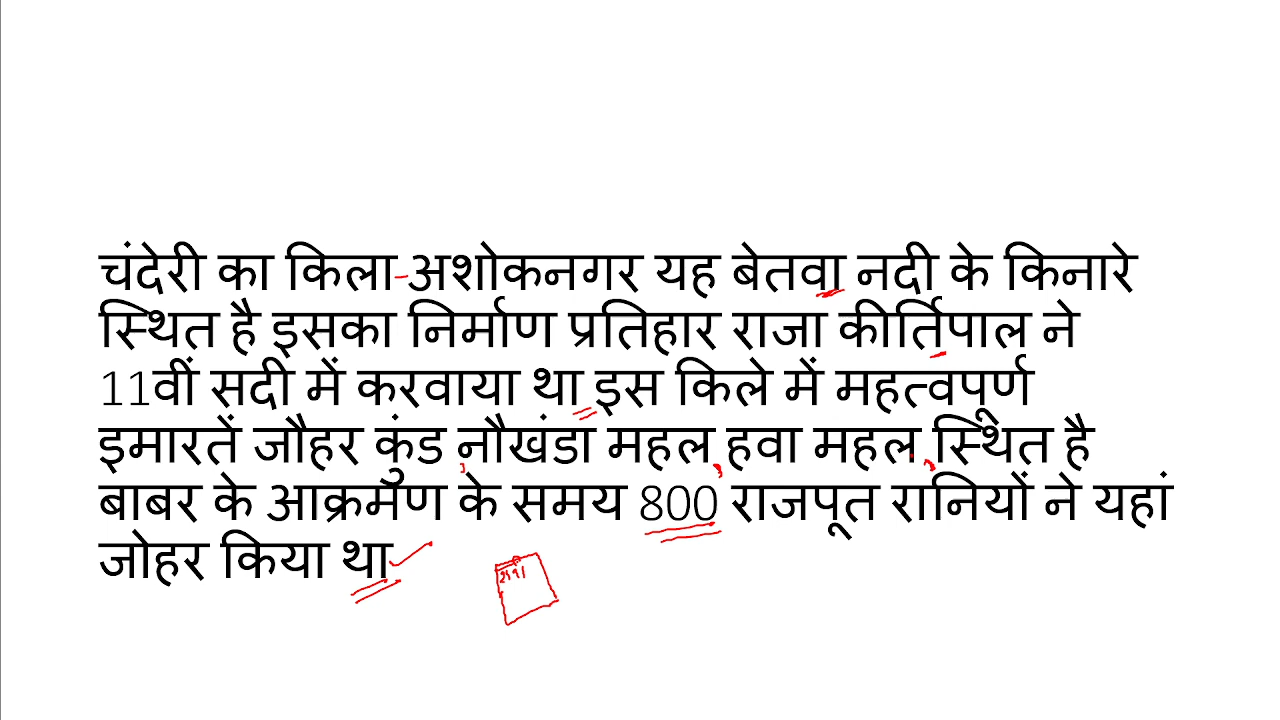 चंदेरी का किला-अशोकनगर यह बेतवा नदी के किनारे
स्थित है इसका निर्माण प्रतिहार राजा कीर्तिपाल ने
11वीं सदी में करवाया था इस किले में महत्वपूर्ण
इमारतें जौहर कुंड नौखंडा महल हवा महल स्थित है
बाबर के आक्रमण के समय 800 राजपूत रानियों ने यहां
जोहर किया था